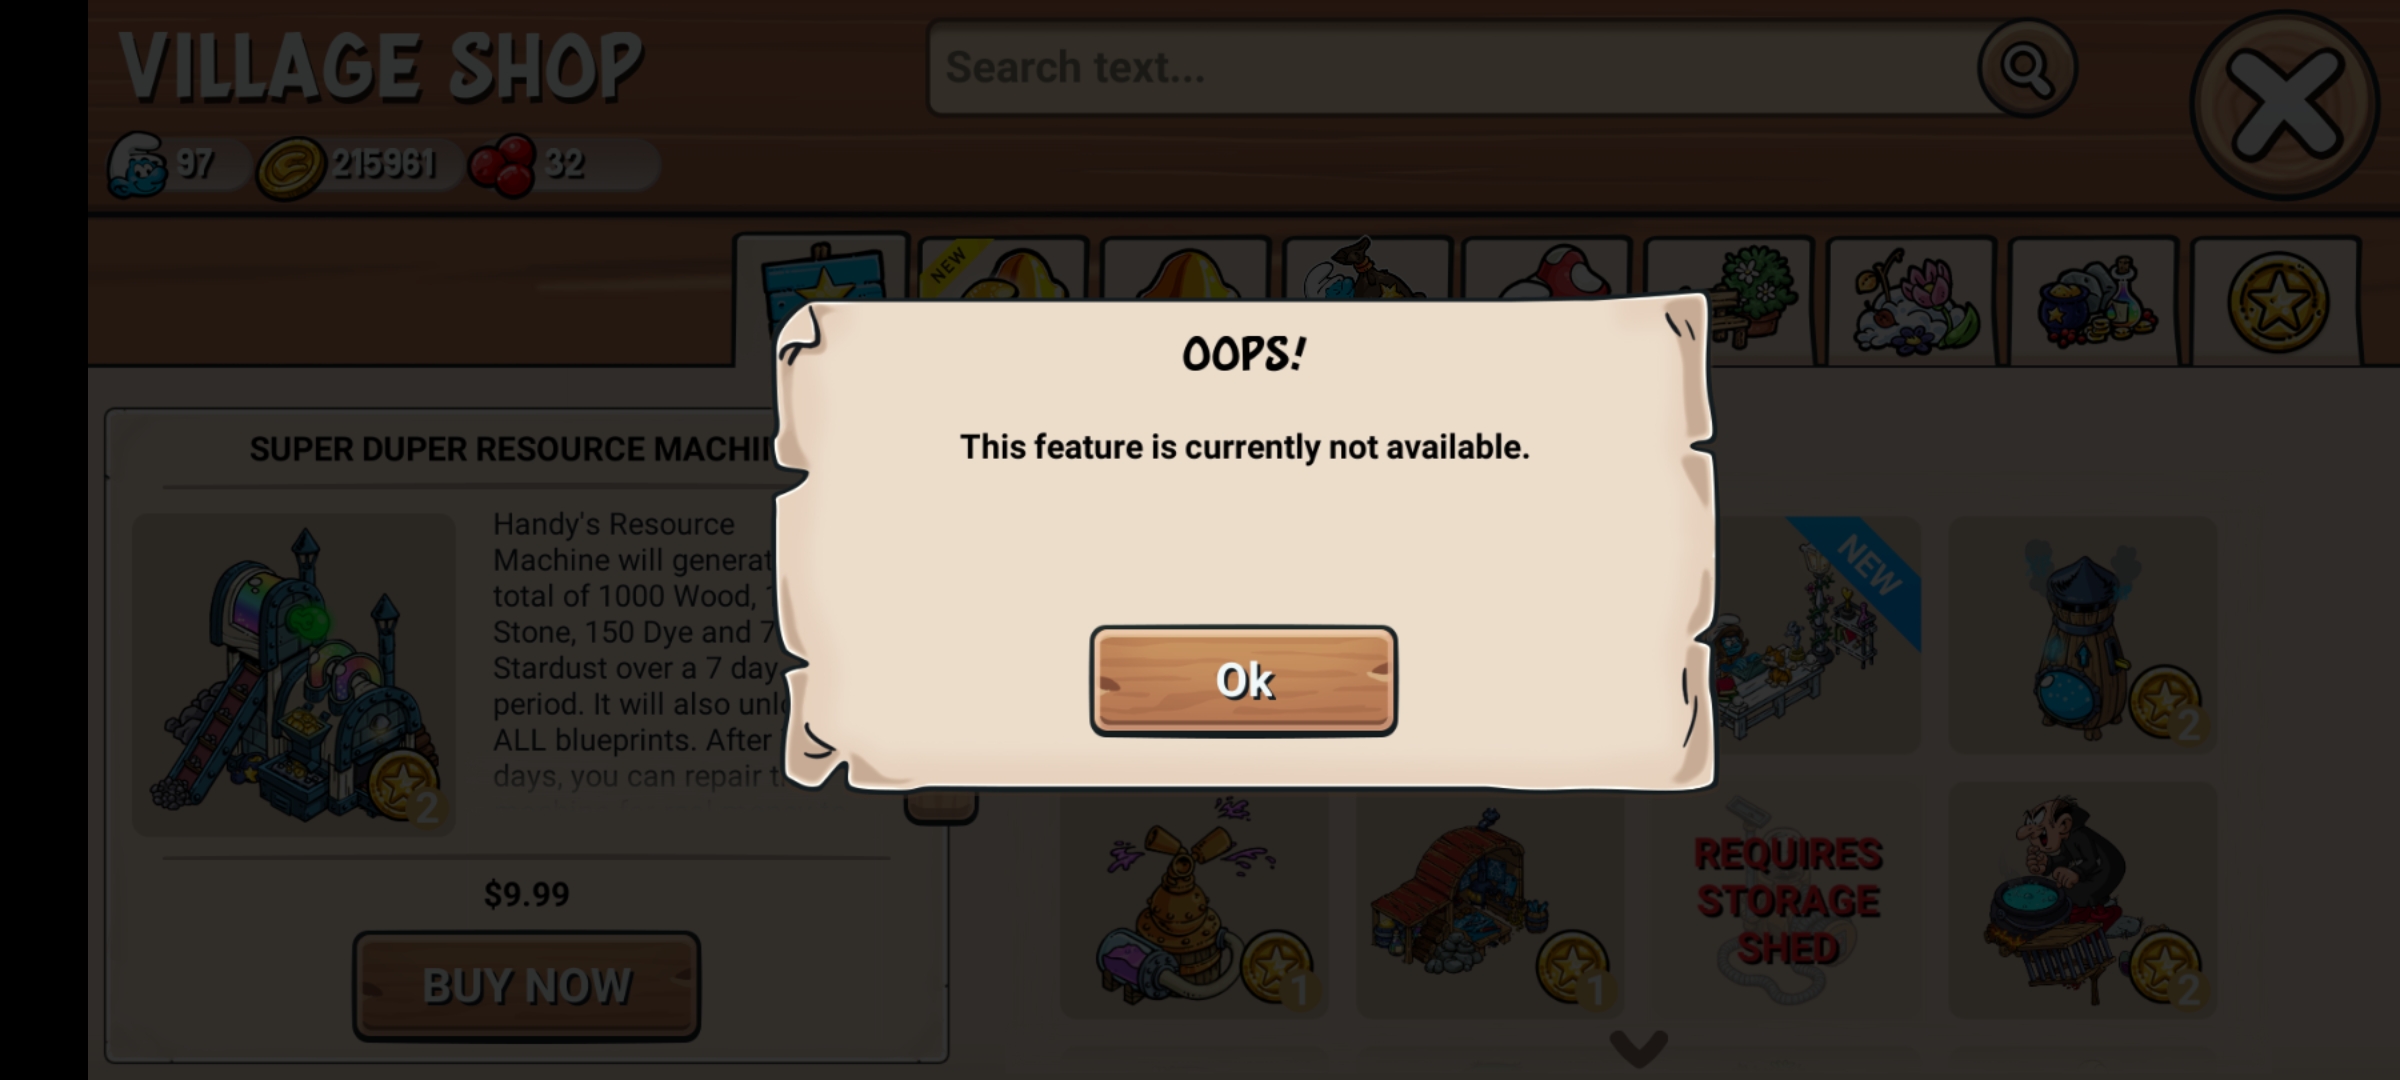 VILLAGE SHOP
Search text...
97
215961
32
NEW
OOPS!
This feature is currently not available.
Ok
SUPER DUPER RESOURCE
Handy's Resource
Machine will
total of 1000 Wood,
Stone, 150 Dye and
Stardust over a 7 day
period. It will also
ALL blueprints. After
days, you can repair
2
$9.99
BUY NOW
NEW
2
1
1
REQUIRES
STORAGE
SHED
2